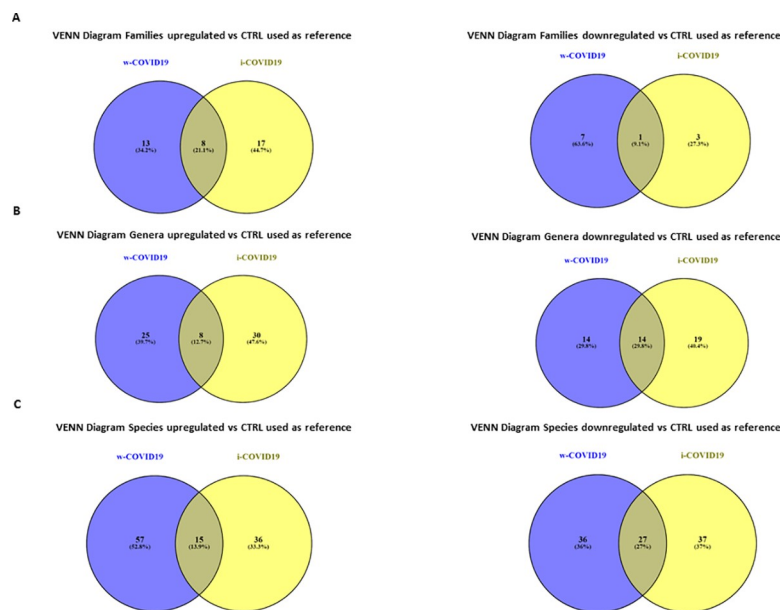 A
VENN Diagram Families upregulated vs CTRL used as reference
w-COVID19 i-COVID19
13 8 17
(34.2%) (21.1%) (44.7%)
VENN Diagram Families downregulated vs CTRL used as reference
w-COVID19 i-COVID19
7 1 3
(63.6%) (9.1%) (27.3%)
B
VENN Diagram Genera upregulated vs CTRL used as reference
w-COVID19 i-COVID19
25 8 30
(39.7%) (12.7%) (47.6%)
VENN Diagram Genera downregulated vs CTRL used as reference
w-COVID19 i-COVID19
14 14 19
(29.8%) (29.8%) (40.4%)
C
VENN Diagram Species upregulated vs CTRL used as reference
w-COVID19 i-COVID19
57 15 36
(52.8%) (13.9%) (33.3%)
VENN Diagram Species downregulated vs CTRL used as reference
w-COVID19 i-COVID19
36 27 37
(36%) (27%) (37%)